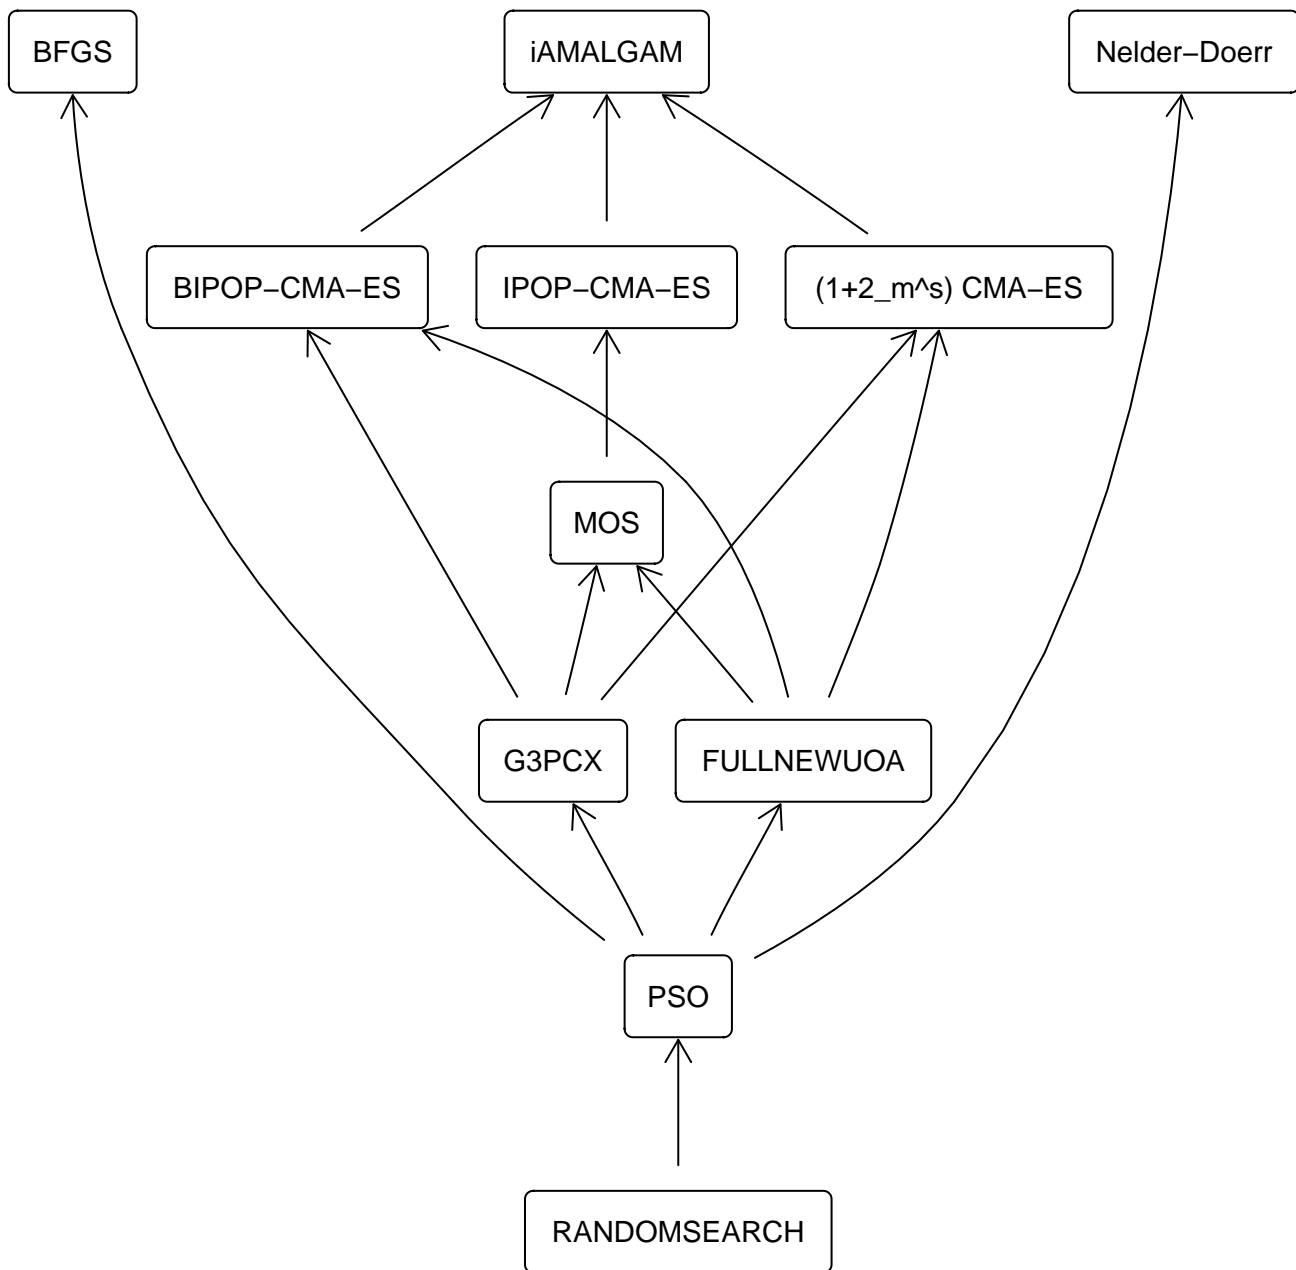 BFGS
iAMALGAM
Nelder−Doerr
BIPOP−CMA−ES
IPOP−CMA−ES
(1+2_m^s) CMA−ES
MOS
G3PCX
FULLNEWUOA
PSO
RANDOMSEARCH